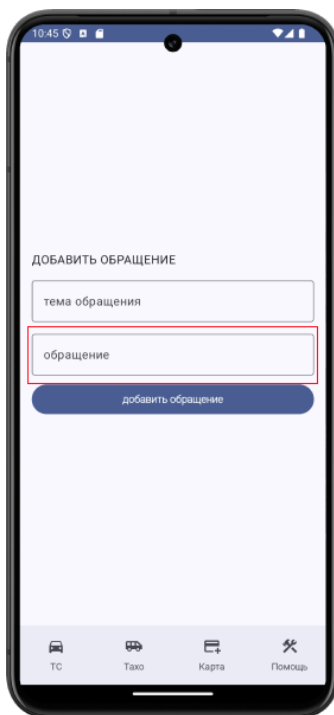 10:45
ДОБАВИТЬ ОБРАЩЕНИЕ
тема обращения
обращение
добавить обращение
ТС Тахо Карта Помощь